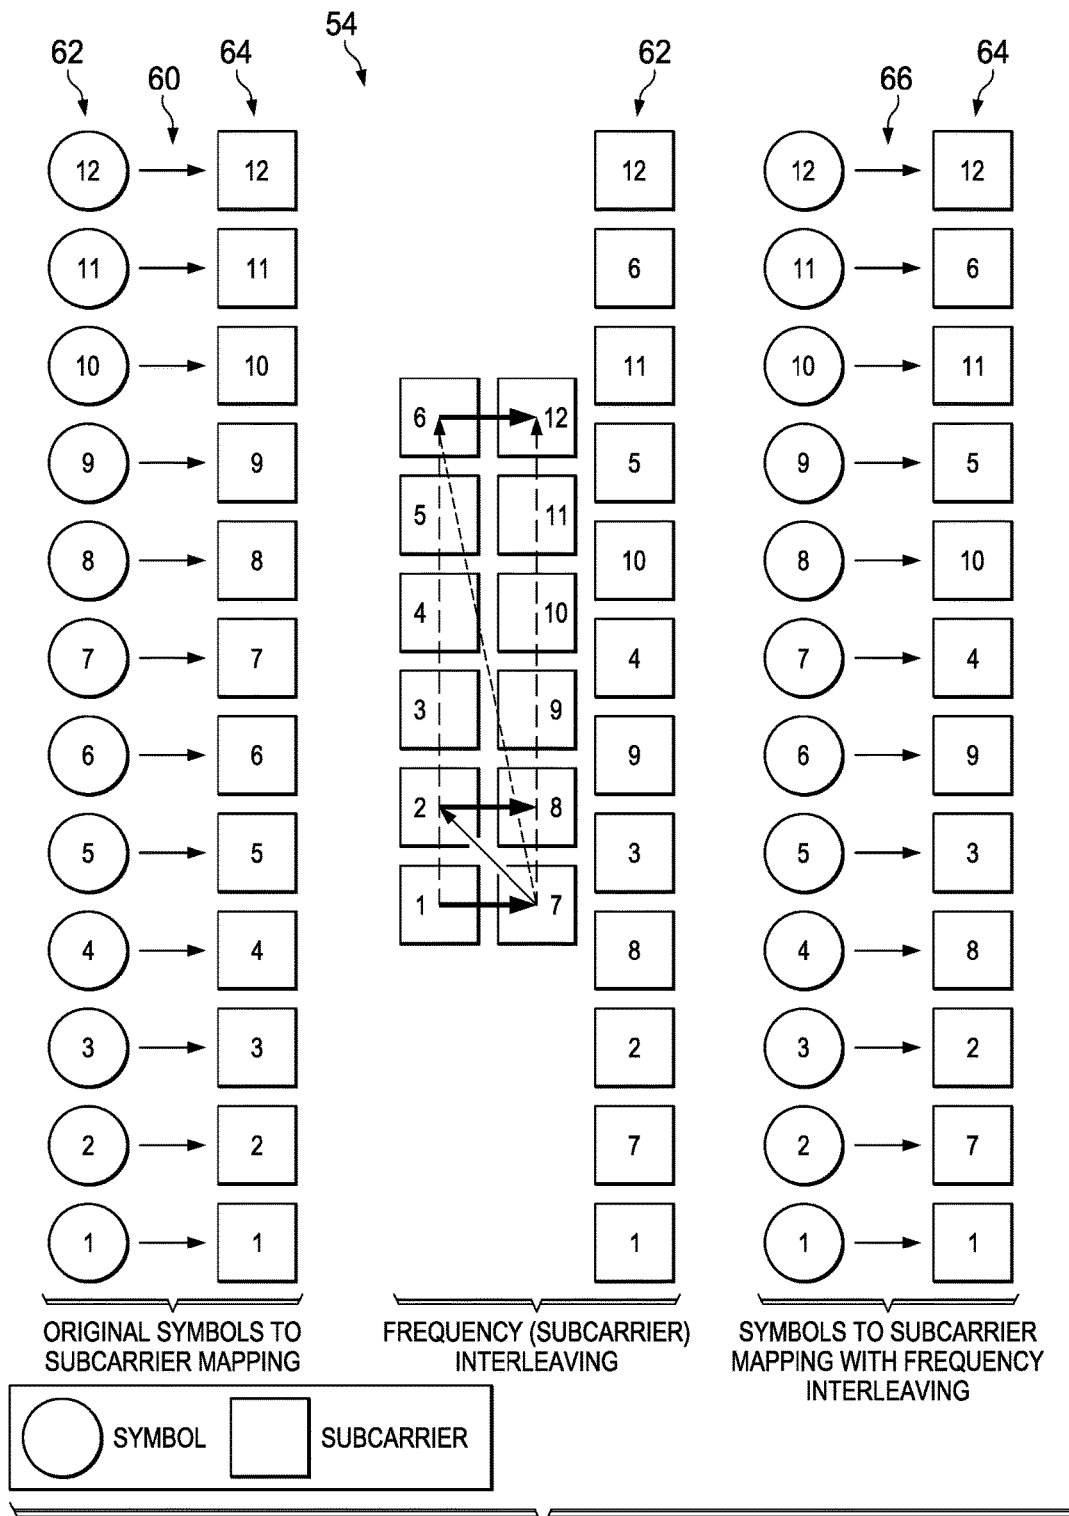 54
62 60 64 62 66 64
12 12 12 12 12
11 11 6 11 6
10 10 11 10 11
6 12
9 9 5 9 5
5 11
8 8 10 8 10
4 10
7 7 4 7 4
3 9
6 6 9 6 9
2 8
5 5 3 5 3
1 7
4 4 8 4 8
3 3 2 3 2
2 2 7 2 7
1 1 1 1 1
ORIGINAL SYMBOLS TO
SUBCARRIER MAPPING
FREQUENCY (SUBCARRIER)
INTERLEAVING
SYMBOLS TO SUBCARRIER
MAPPING WITH FREQUENCY
INTERLEAVING
SYMBOL SUBCARRIER